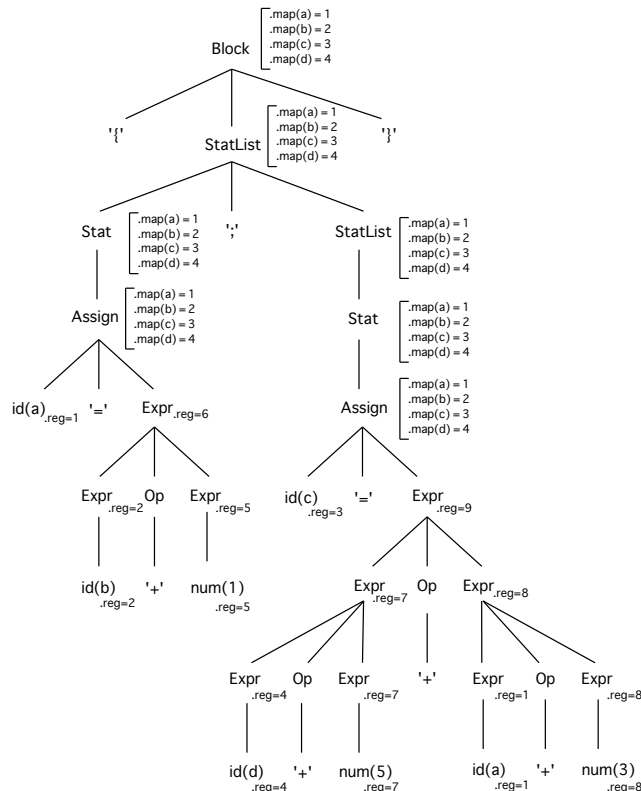 Block
.map(a) = 1
.map(b) = 2
.map(c) = 3
.map(d) = 4
'{'
StatList
.map(a) = 1
.map(b) = 2
.map(c) = 3
.map(d) = 4
'}'
Stat
.map(a) = 1
.map(b) = 2
.map(c) = 3
.map(d) = 4
';'
StatList
.map(a) = 1
.map(b) = 2
.map(c) = 3
.map(d) = 4
Assign
.map(a) = 1
.map(b) = 2
.map(c) = 3
.map(d) = 4
Stat
.map(a) = 1
.map(b) = 2
.map(c) = 3
.map(d) = 4
id(a) .reg=1 '=' Expr .reg=6
Assign
.map(a) = 1
.map(b) = 2
.map(c) = 3
.map(d) = 4
Expr .reg=2 Op Expr .reg=5
id(c) .reg=3 '=' Expr .reg=9
id(b) .reg=2 '+' num(1) .reg=5
Expr .reg=7 Op Expr .reg=8
Expr .reg=4 Op Expr .reg=7 '+' Expr .reg=1 Op Expr .reg=8
id(d) .reg=4 '+' num(5) .reg=7 id(a) .reg=1 '+' num(3) .reg=8